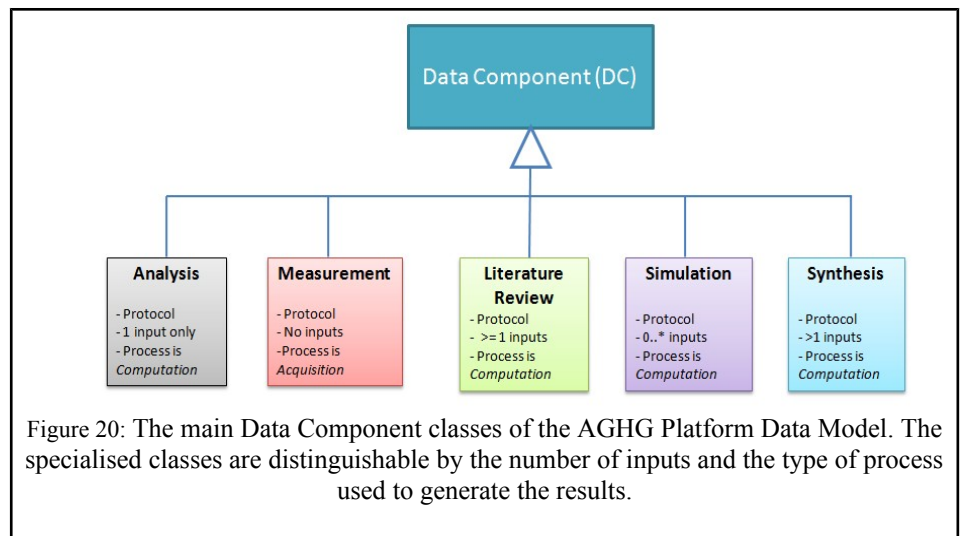 Data Component (DC)
Analysis
- Protocol
- 1 input only
- Process is
Computation
Measurement
- Protocol
- No inputs
-Process is
Acquisition
Literature
Review
- Protocol
- >=1 inputs
- Process is
Computation
Simulation
- Protocol
-0..* inputs
- Process is
Computation
Synthesis
- Protocol
->1 inputs
- Process is
Computation
Figure 20: The main Data Component classes of the AGHG Platform Data Model. The
specialised classes are distinguishable by the number of inputs and the type of process
used to generate the results.